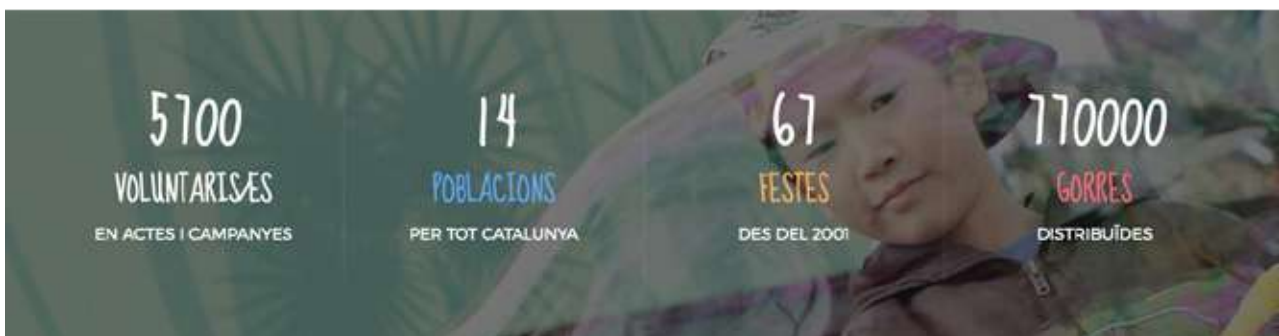 5700
VOLUNTARIS/ES
EN ACTES I CAMPANYES
14
POBLACIONS
PER TOT CATALUNYA
67
FESTES
DES DEL 2001
770000
GORRES
DISTRIBUÏDES